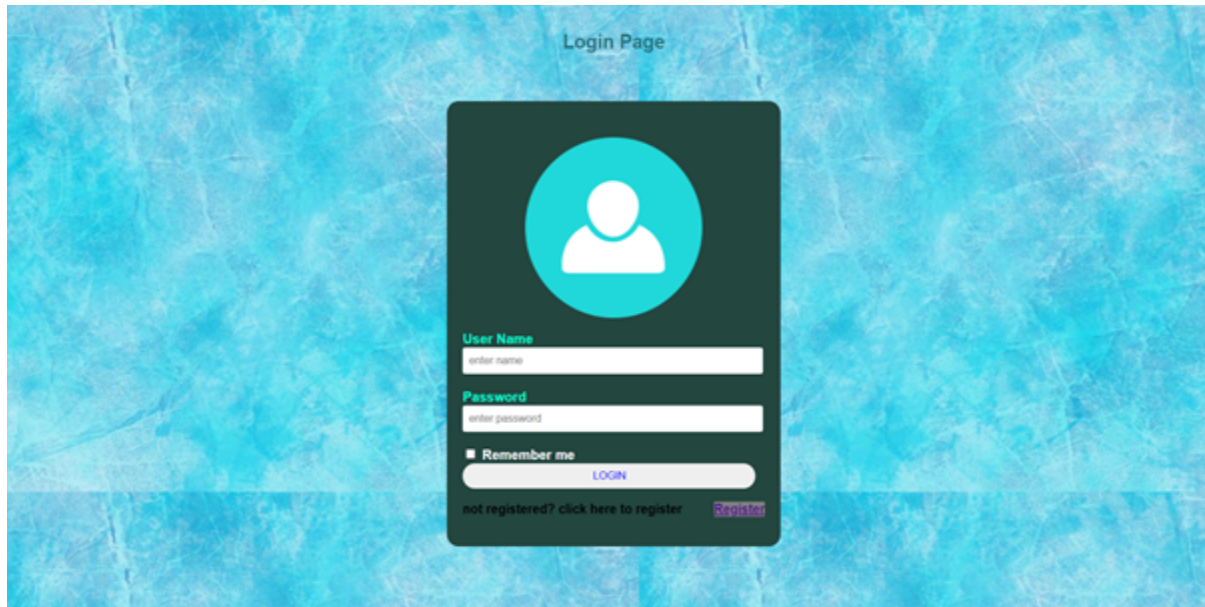 Login Page
User Name
enter name
Password
enter password
Remember me
LOGIN
not registered? click here to register Register